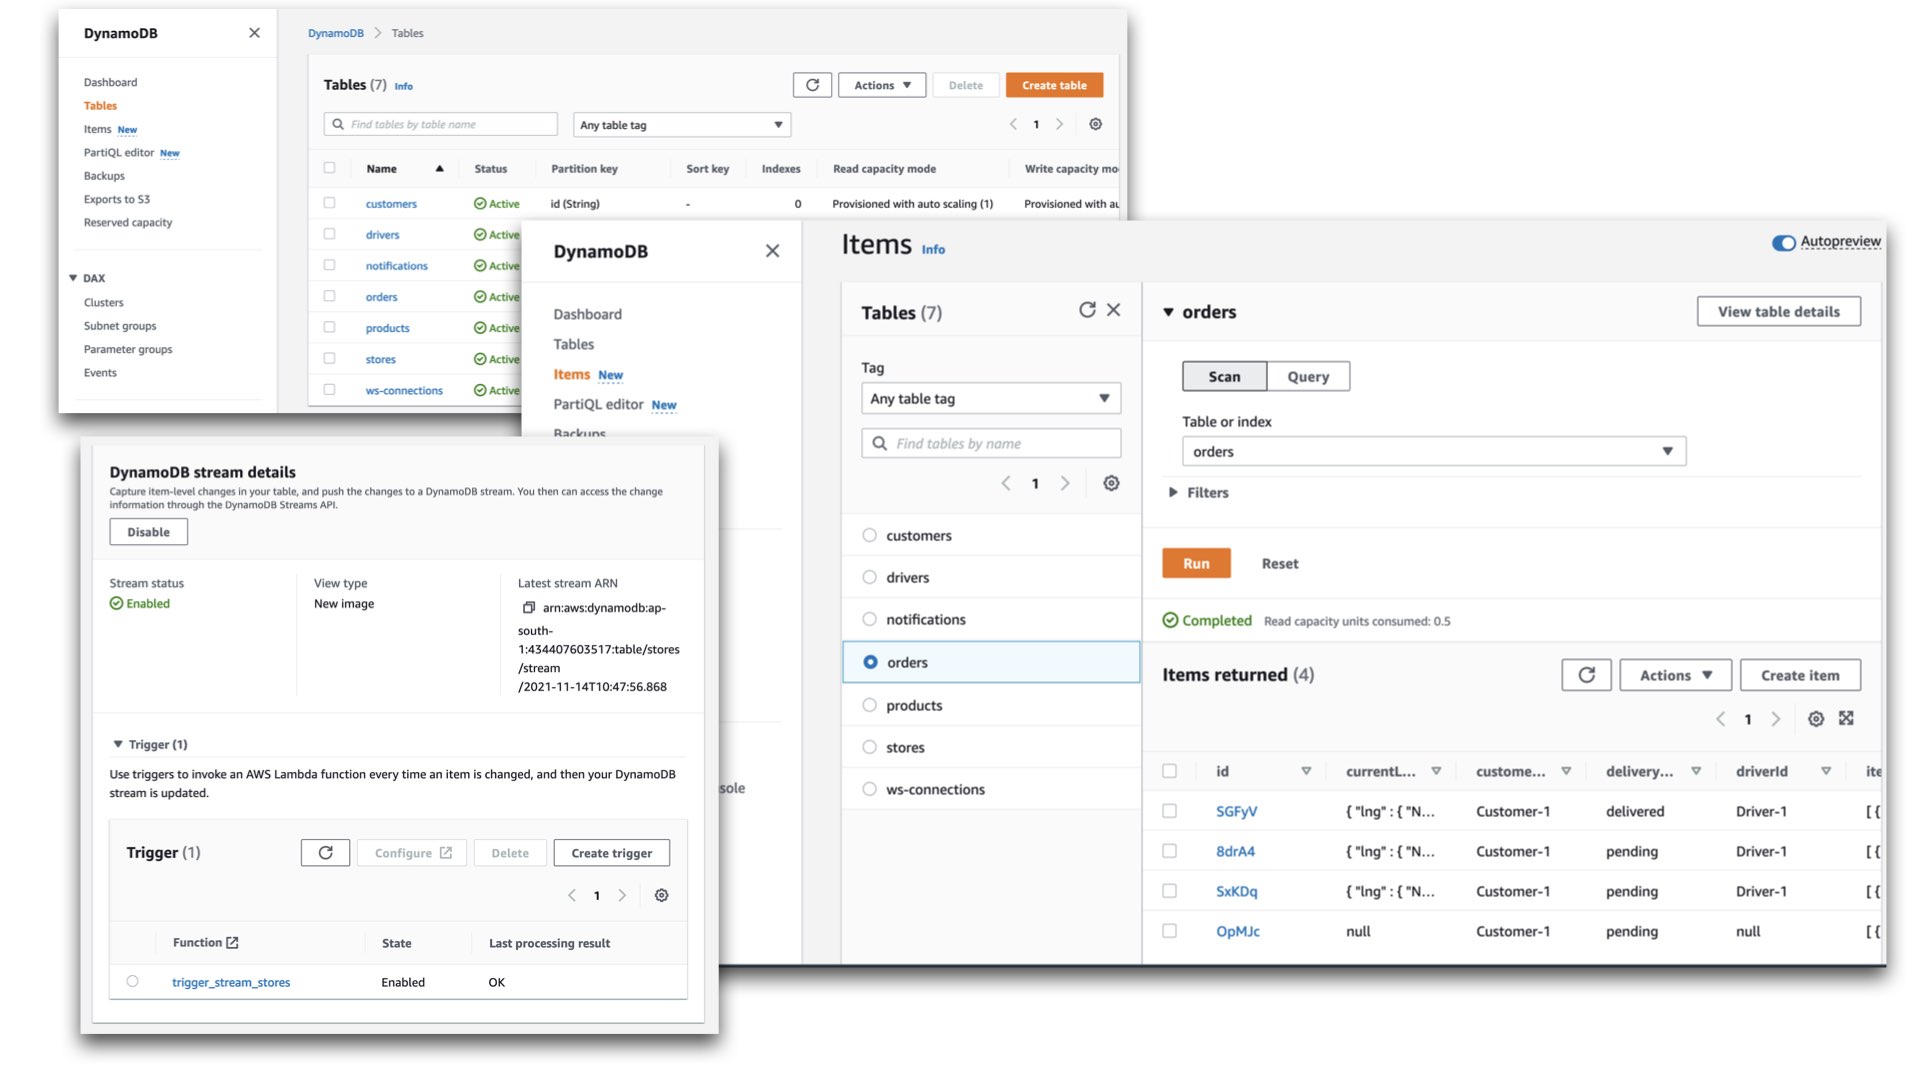 DynamoDB
Dashboard
Tables
Items New
PartiQL editor New
Backups
Exports to S3
Reserved capacity
DAX
Clusters
Subnet groups
Parameter groups
Events
DynamoDB > Tables
Tables (7) Info
Actions
Delete
Create table
Find tables by table name
Any table tag
1
Name Status Partition key Sort key Indexes Read capacity mode Write capacity mo
customers Active id (String) - 0 Provisioned with auto scaling (1) Provisioned with au
drivers Active
notifications Active
orders Active
products Active
stores Active
ws-connections Active
DynamoDB
Dashboard
Tables
Items New
PartiQL editor New
Backups
sole
Items Info
Autopreview
Tables (7)
Tag
Any table tag
Find tables by name
1
customers
drivers
notifications
orders
products
stores
ws-connections
orders
View table details
Scan Query
Table or index
orders
Filters
Run Reset
Completed Read capacity units consumed: 0.5
Items returned (4)
Actions
Create item
1
id currentL... custome... delivery... driverId ite
SGFyV { "lng" : { "N... Customer-1 delivered Driver-1 [ {
8drA4 { "lng" : { "N... Customer-1 pending Driver-1 [ {
SxKDq { "lng" : { "N... Customer-1 pending Driver-1 [ {
OpMJc null Customer-1 pending null [ {
DynamoDB stream details
Capture item-level changes in your table, and push the changes to a DynamoDB stream. You then can access the change
information through the DynamoDB Streams API.
Disable
Stream status
Enabled
View type
New image
Latest stream ARN
arn:aws:dynamodb:ap-
south-
1:434407603517:table/stores
/stream
/2021-11-14T10:47:56.868
Trigger (1)
Use triggers to invoke an AWS Lambda function every time an item is changed, and then your DynamoDB
stream is updated.
Trigger (1)
Configure
Delete
Create trigger
1
Function State Last processing result
trigger_stream_stores Enabled OK